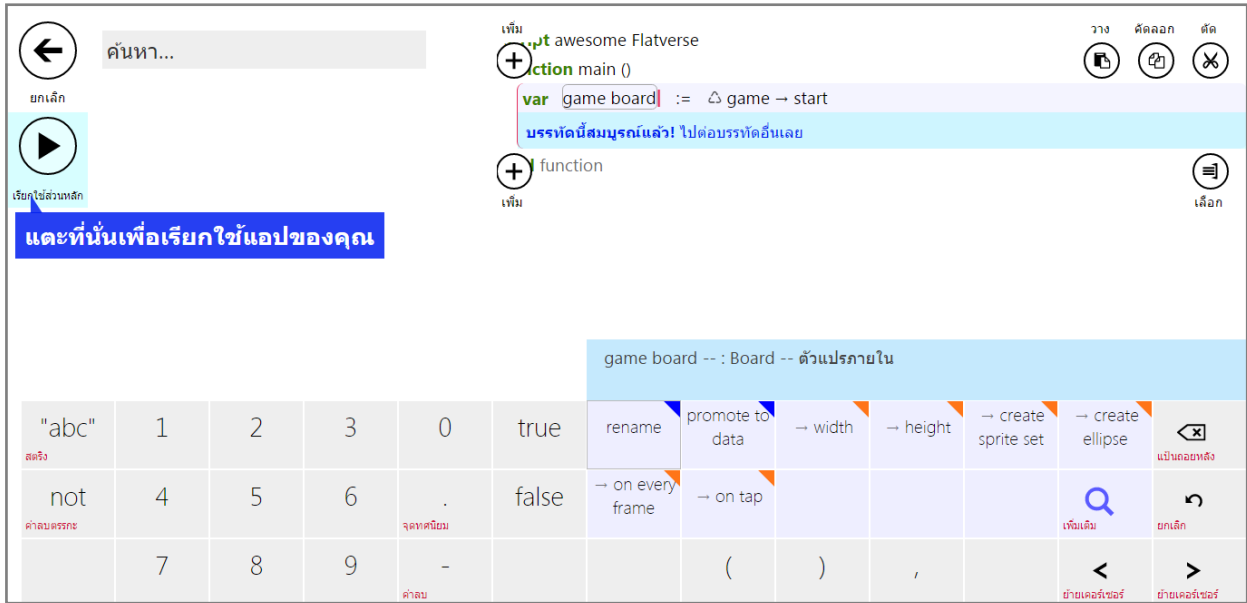 ยกเลิก
ค้นหา...
เรียกใช้ส่วนหลัก
แตะที่นั่นเพื่อเรียกใช้แอปของคุณ
เพิ่ม
pt awesome Flatverse
ction main ()
var game board := ♺ game → start
บรรทัดนี้สมบูรณ์แล้ว! ไปต่อบรรทัดอื่นเลย
function
เพิ่ม
วาง คัดลอก ตัด
เลือก
game board -- : Board -- ตัวแปรภายใน
"abc" 1 2 3 0 true rename promote to data → width → height → create sprite set → create ellipse
สตริง แป้นถอยหลัง
not 4 5 6 . false → on every frame → on tap
ค่าลบตรรกะ จุดทศนิยม เพิ่มเติม ยกเลิก
7 8 9 - ( ) , < >
ค่าลบ ย้ายเคอร์เซอร์ ย้ายเคอร์เซอร์